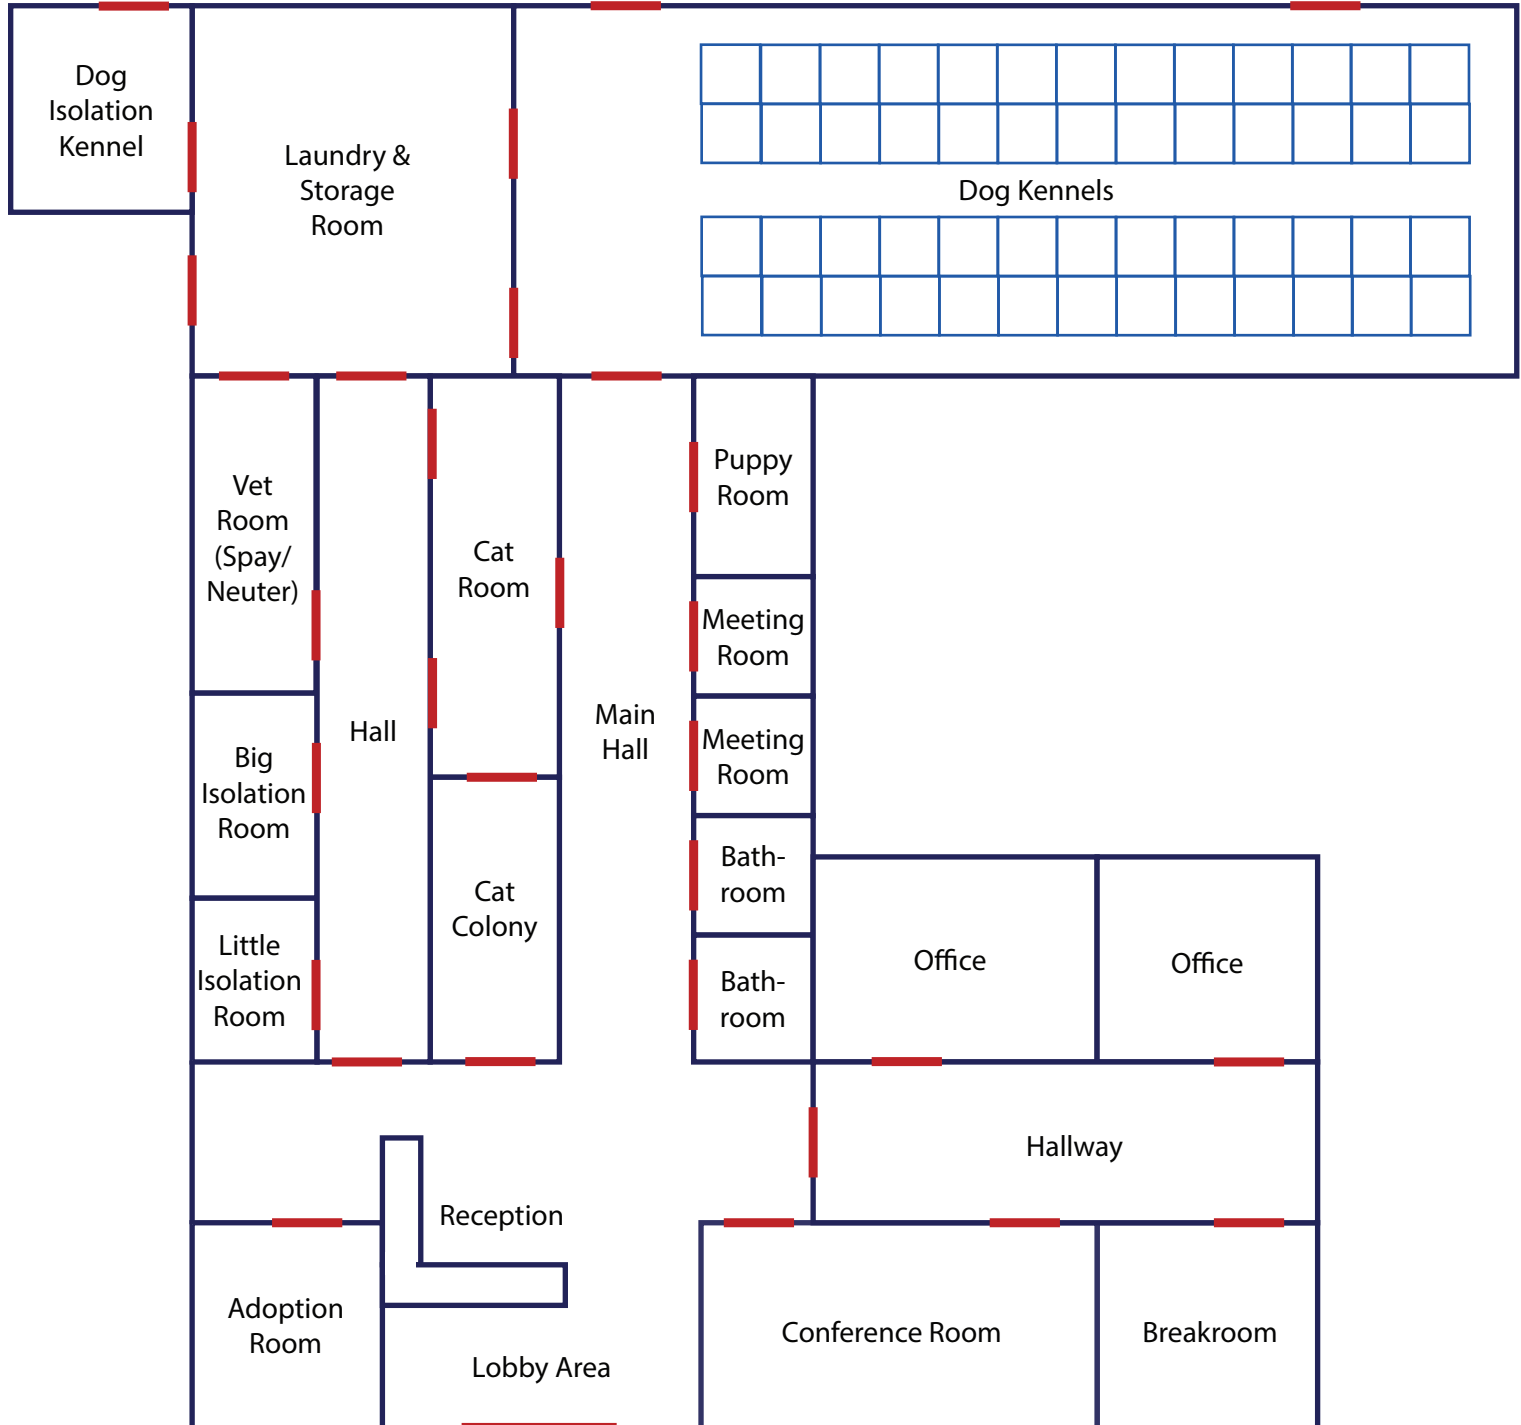 Dog
Isolation
Kennel
Laundry &
Storage
Room
Dog Kennels
Vet
Room
(Spay/
Neuter)
Hall
Cat
Room
Main
Hall
Puppy
Room
Meeting
Room
Meeting
Room
Big
Isolation
Room
Cat
Colony
Bath-
room
Little
Isolation
Room
Bath-
room
Office
Office
Hallway
Reception
Adoption
Room
Lobby Area
Conference Room
Breakroom